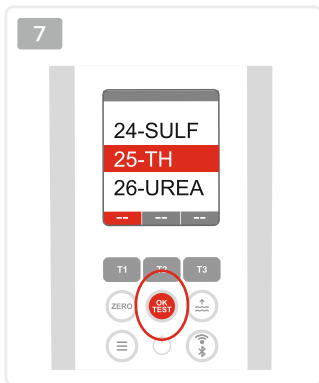 7
24-SULF
25-TH
26-UREA
-- -- --
T1 T2 T3
ZERO
OK
TEST